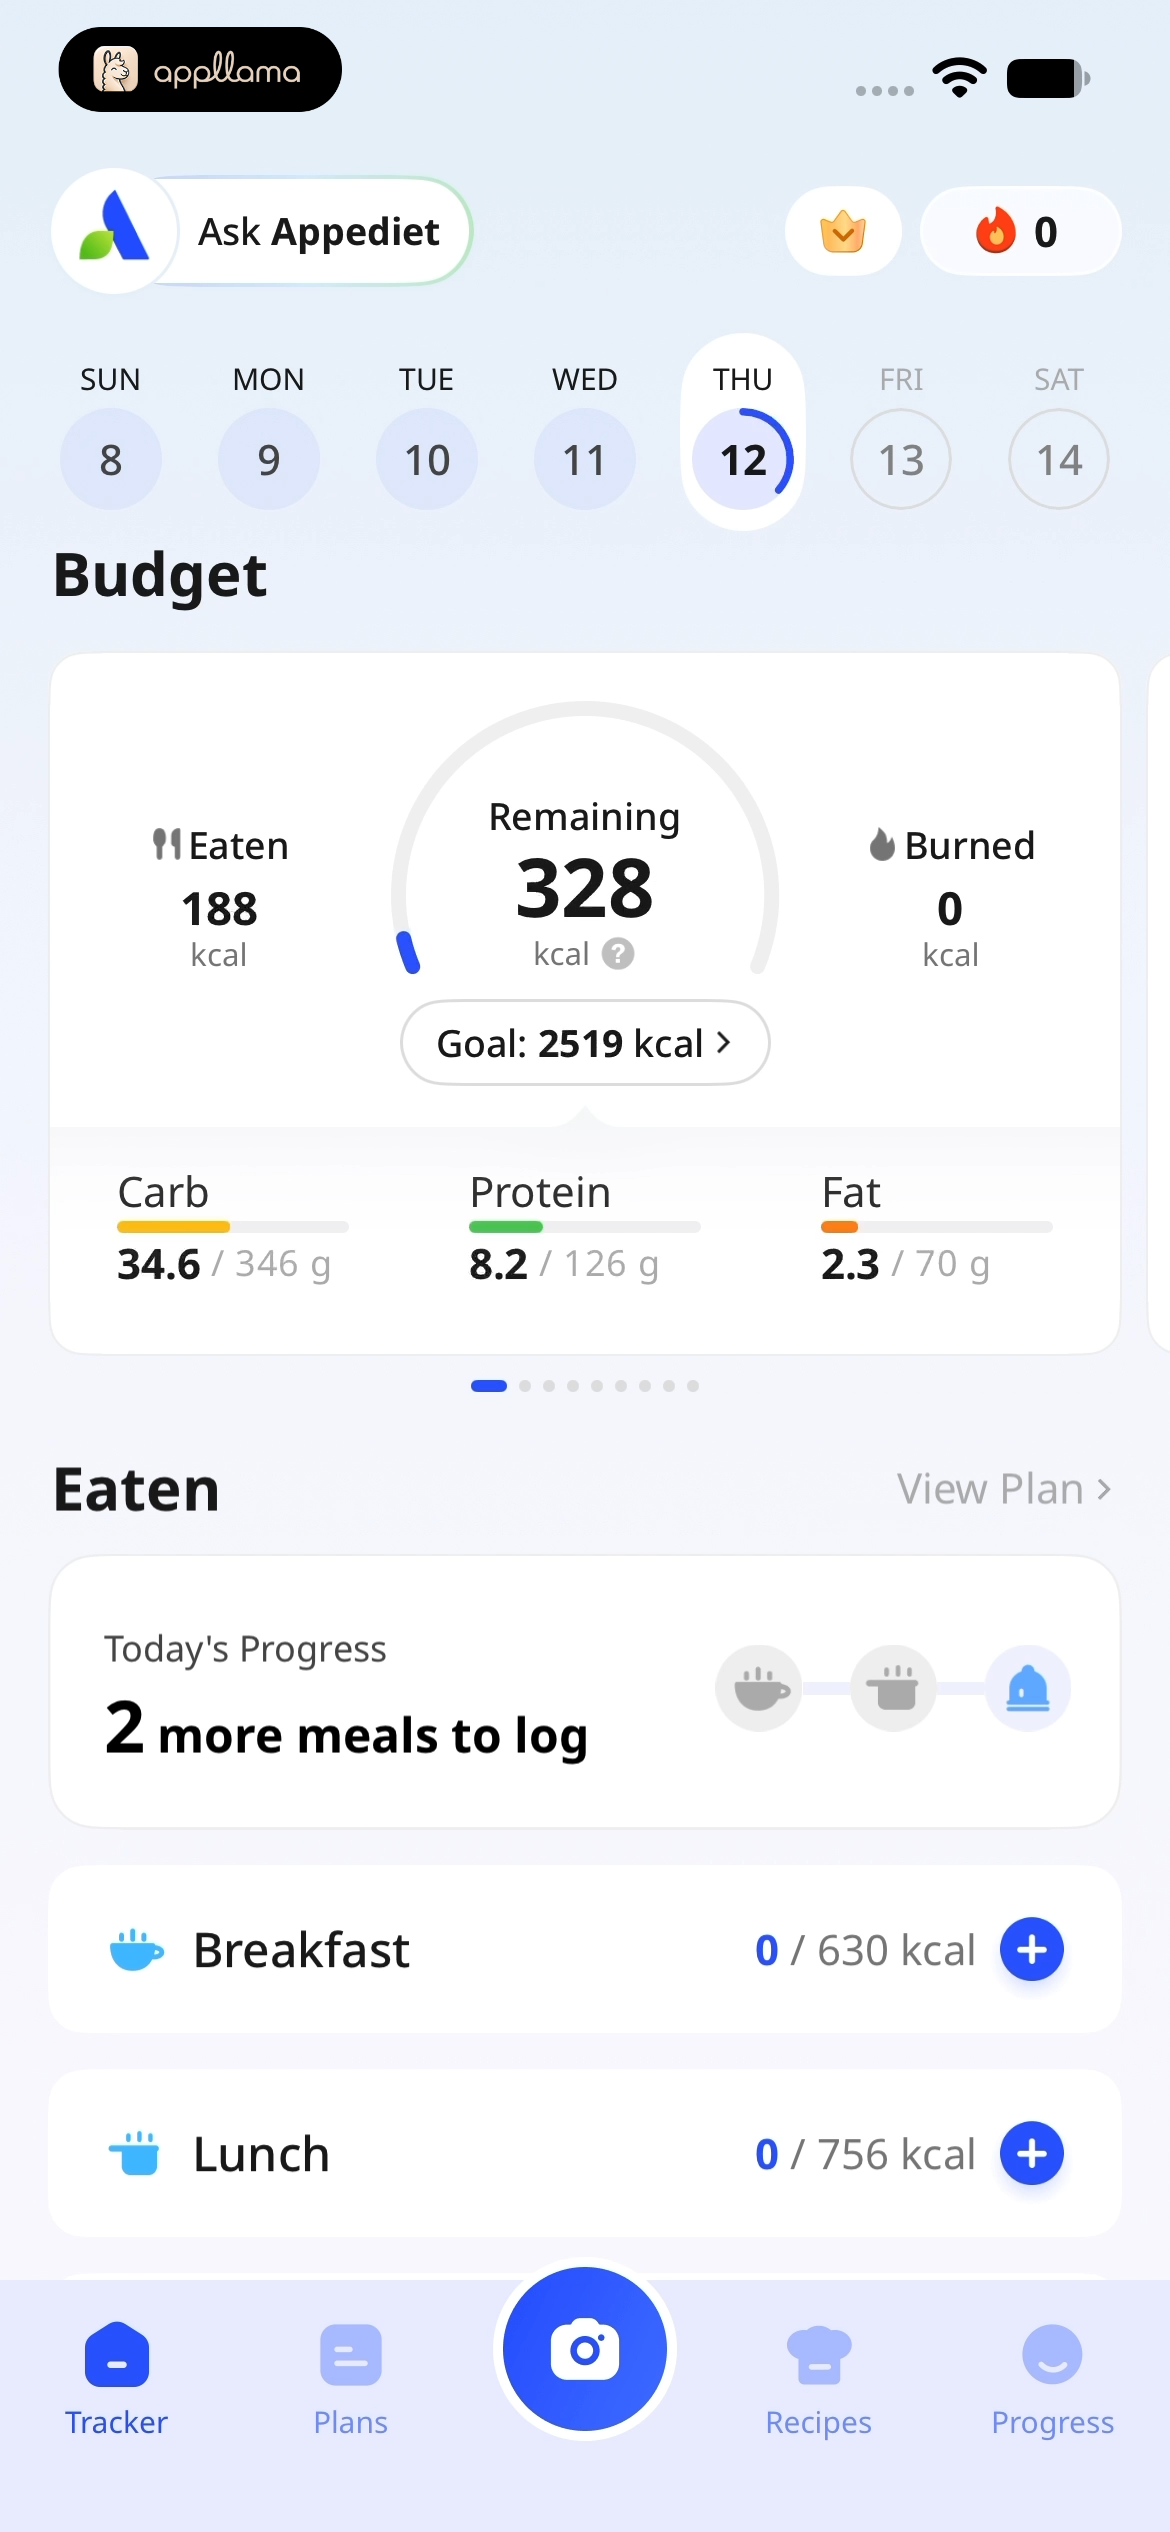 appllama
Ask Appediet
0
SUN MON TUE WED THU FRI SAT
8 9 10 11 12 13 14
Budget
Remaining
328
kcal ?
Eaten
188
kcal
Burned
0
kcal
Goal: 2519 kcal >
Carb
34.6 / 346 g
Protein
8.2 / 126 g
Fat
2.3 / 70 g
Eaten
View Plan >
Today's Progress
2 more meals to log
Breakfast
0 / 630 kcal
Lunch
0 / 756 kcal
Tracker
Plans
Recipes
Progress